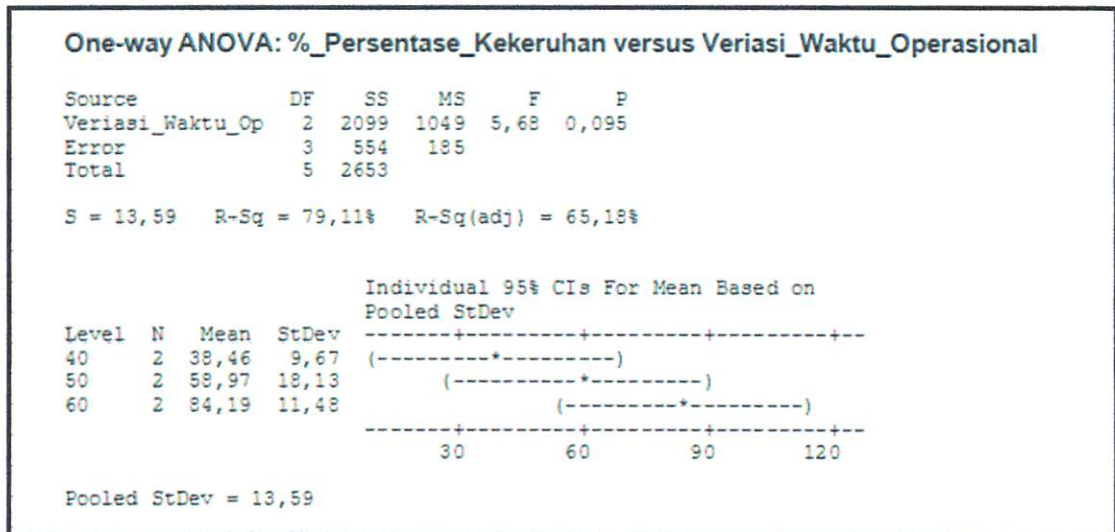 One-way ANOVA: %_Persentase_Kekeruhan versus Veriasi_Waktu_Operasional
Source DF SS MS F P
Veriasi_Waktu_Op 2 2099 1049 5,68 0,095
Error 3 554 185
Total 5 2653
S = 13,59 R-Sq = 79,11% R-Sq(adj) = 65,18%
Individual 95% CIs For Mean Based on
Pooled StDev
Level N Mean StDev -------+---------+---------+---------+--
40 2 38,46 9,67 (---------*---------)
50 2 58,97 18,13 (----------*---------)
60 2 84,19 11,48 (---------*---------)
-------+---------+---------+---------+--
30 60 90 120
Pooled StDev = 13,59